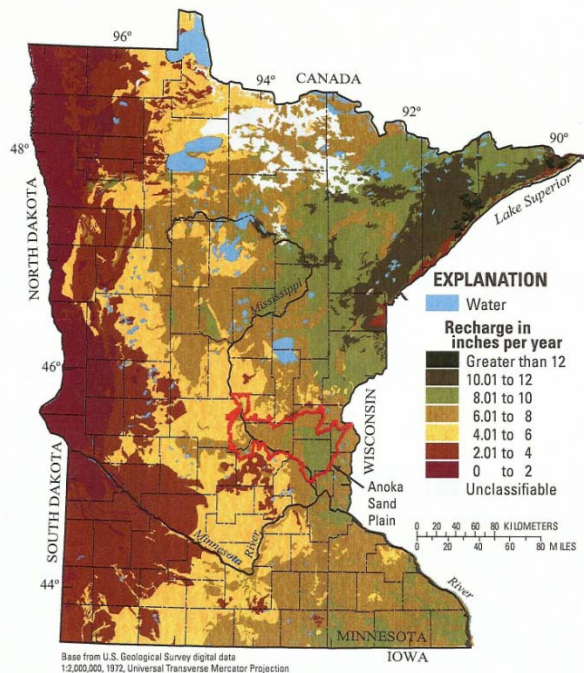 96°
94°
CANADA
92°
90°
48°
Lake Superior
NORTH DAKOTA
Mississippi
EXPLANATION
Water
Recharge in
inches per year
Greater than 12
10.01 to 12
8.01 to 10
6.01 to 8
4.01 to 6
2.01 to 4
0 to 2
Unclassifiable
46°
WISCONSIN
Anoka
Sand
Plain
SOUTH DAKOTA
Minnesota
River
0 20 40 60 80 KILOMETERS
0 20 40 60 80 MILES
44°
River
MINNESOTA
IOWA
Base from U.S. Geological Survey digital data
1:2,000,000, 1972, Universal Transverse Mercator Projection